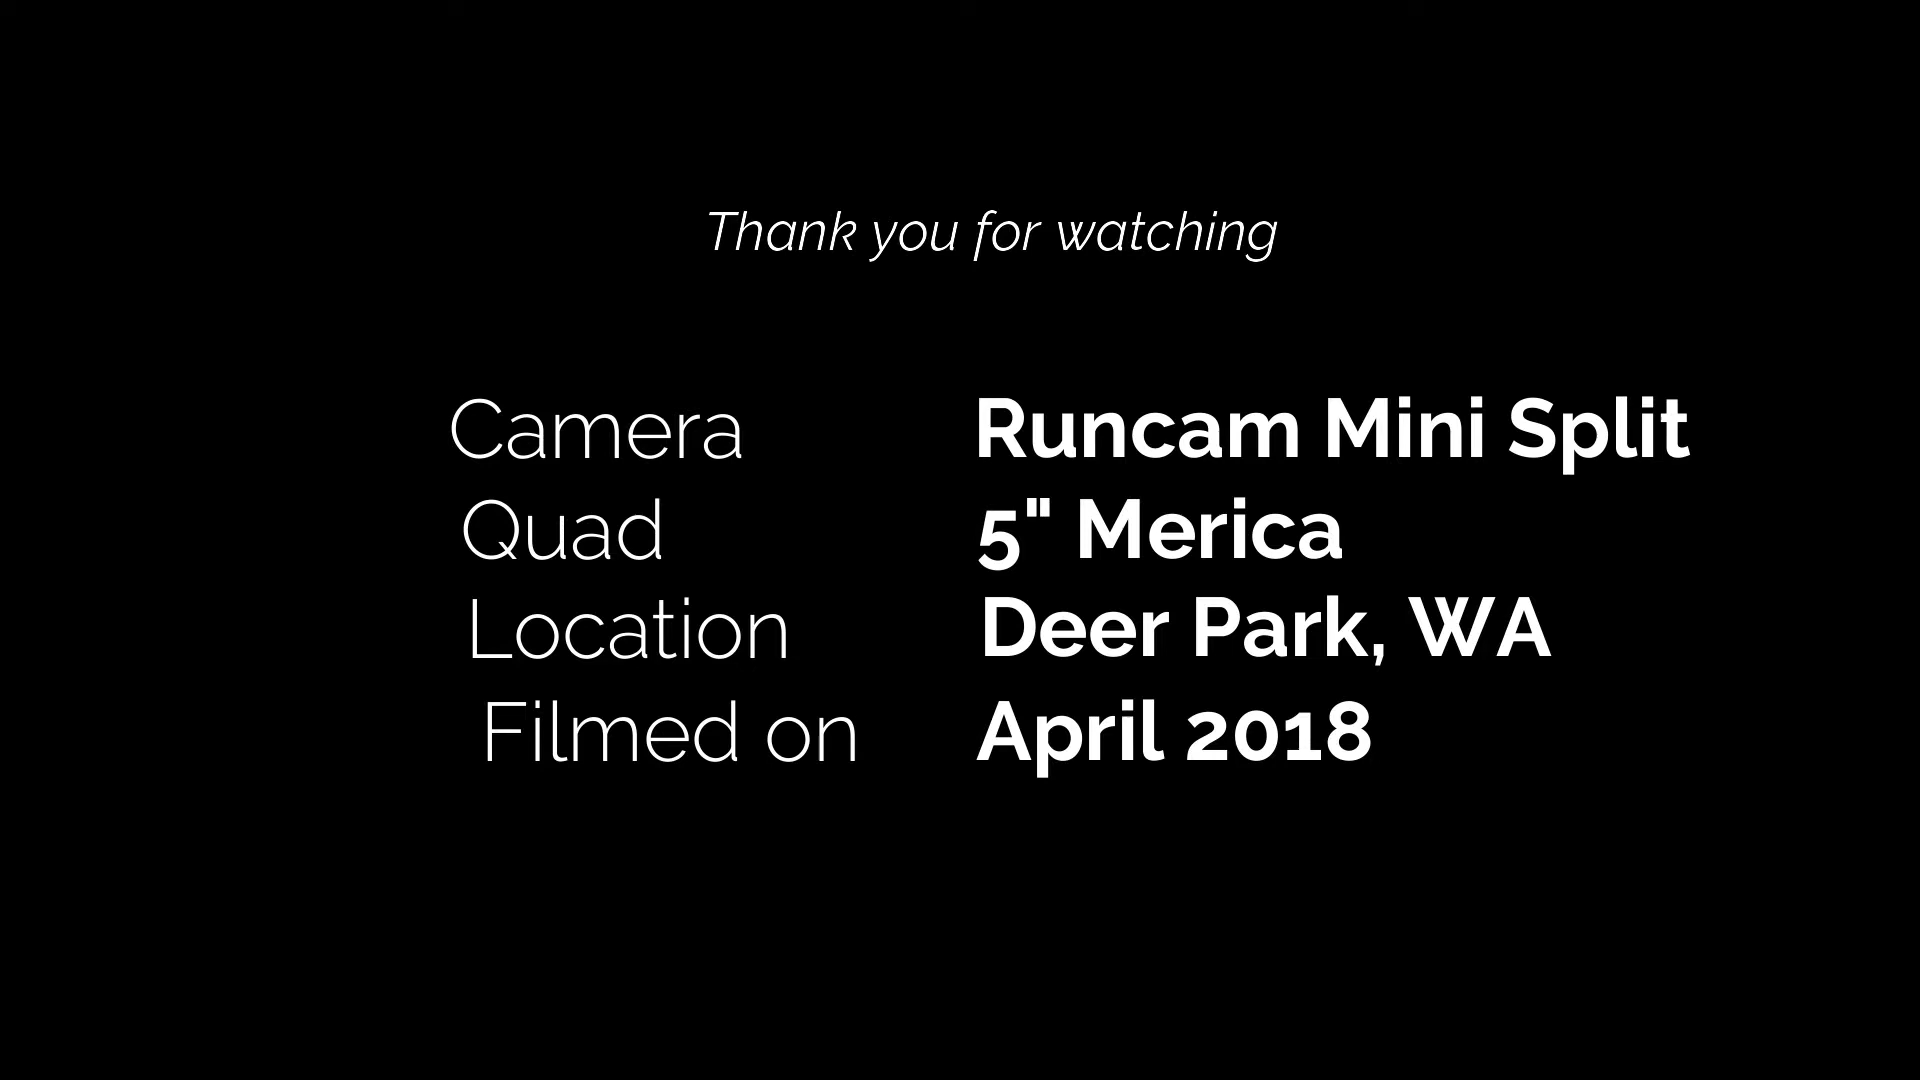 Thank you for watching
Camera Runcam Mini Split
Quad 5" Merica
Location Deer Park, WA
Filmed on April 2018